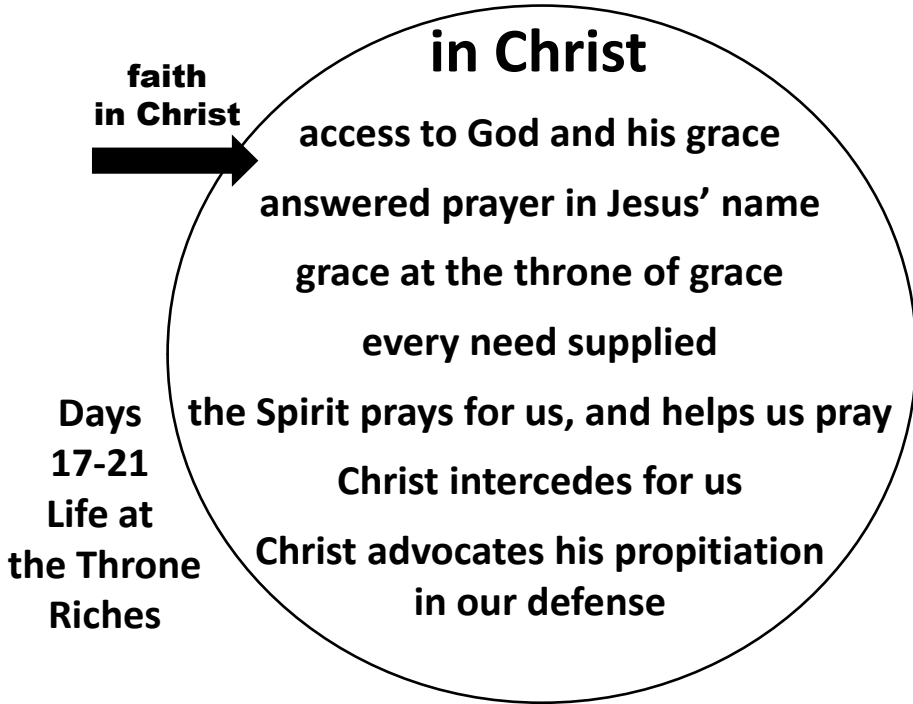 in Christ
faith
in Christ
access to God and his grace
answered prayer in Jesus’ name
grace at the throne of grace
every need supplied
the Spirit prays for us, and helps us pray
Christ intercedes for us
Christ advocates his propitiation
in our defense
Days
17-21
Life at
the Throne
Riches